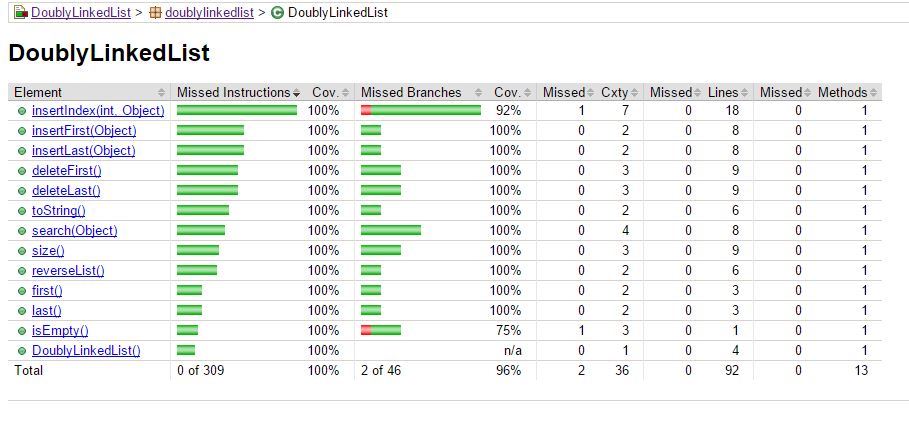 DoublyLinkedList > doublylinkedlist > DoublyLinkedList
DoublyLinkedList
Element Missed Instructions Cov. Missed Branches Cov. Missed Cxty Missed Lines Missed Methods
insertIndex(int, Object) 100% 92% 1 7 0 18 0 1
insertFirst(Object) 100% 100% 0 2 0 8 0 1
insertLast(Object) 100% 100% 0 2 0 8 0 1
deleteFirst() 100% 100% 0 3 0 9 0 1
deleteLast() 100% 100% 0 3 0 9 0 1
toString() 100% 100% 0 2 0 6 0 1
search(Object) 100% 100% 0 4 0 8 0 1
size() 100% 100% 0 3 0 9 0 1
reverseList() 100% 100% 0 2 0 6 0 1
first() 100% 100% 0 2 0 3 0 1
last() 100% 100% 0 2 0 3 0 1
isEmpty() 100% 75% 1 3 0 1 0 1
DoublyLinkedList() 100% n/a 0 1 0 4 0 1
Total 0 of 309 100% 2 of 46 96% 2 36 0 92 0 13